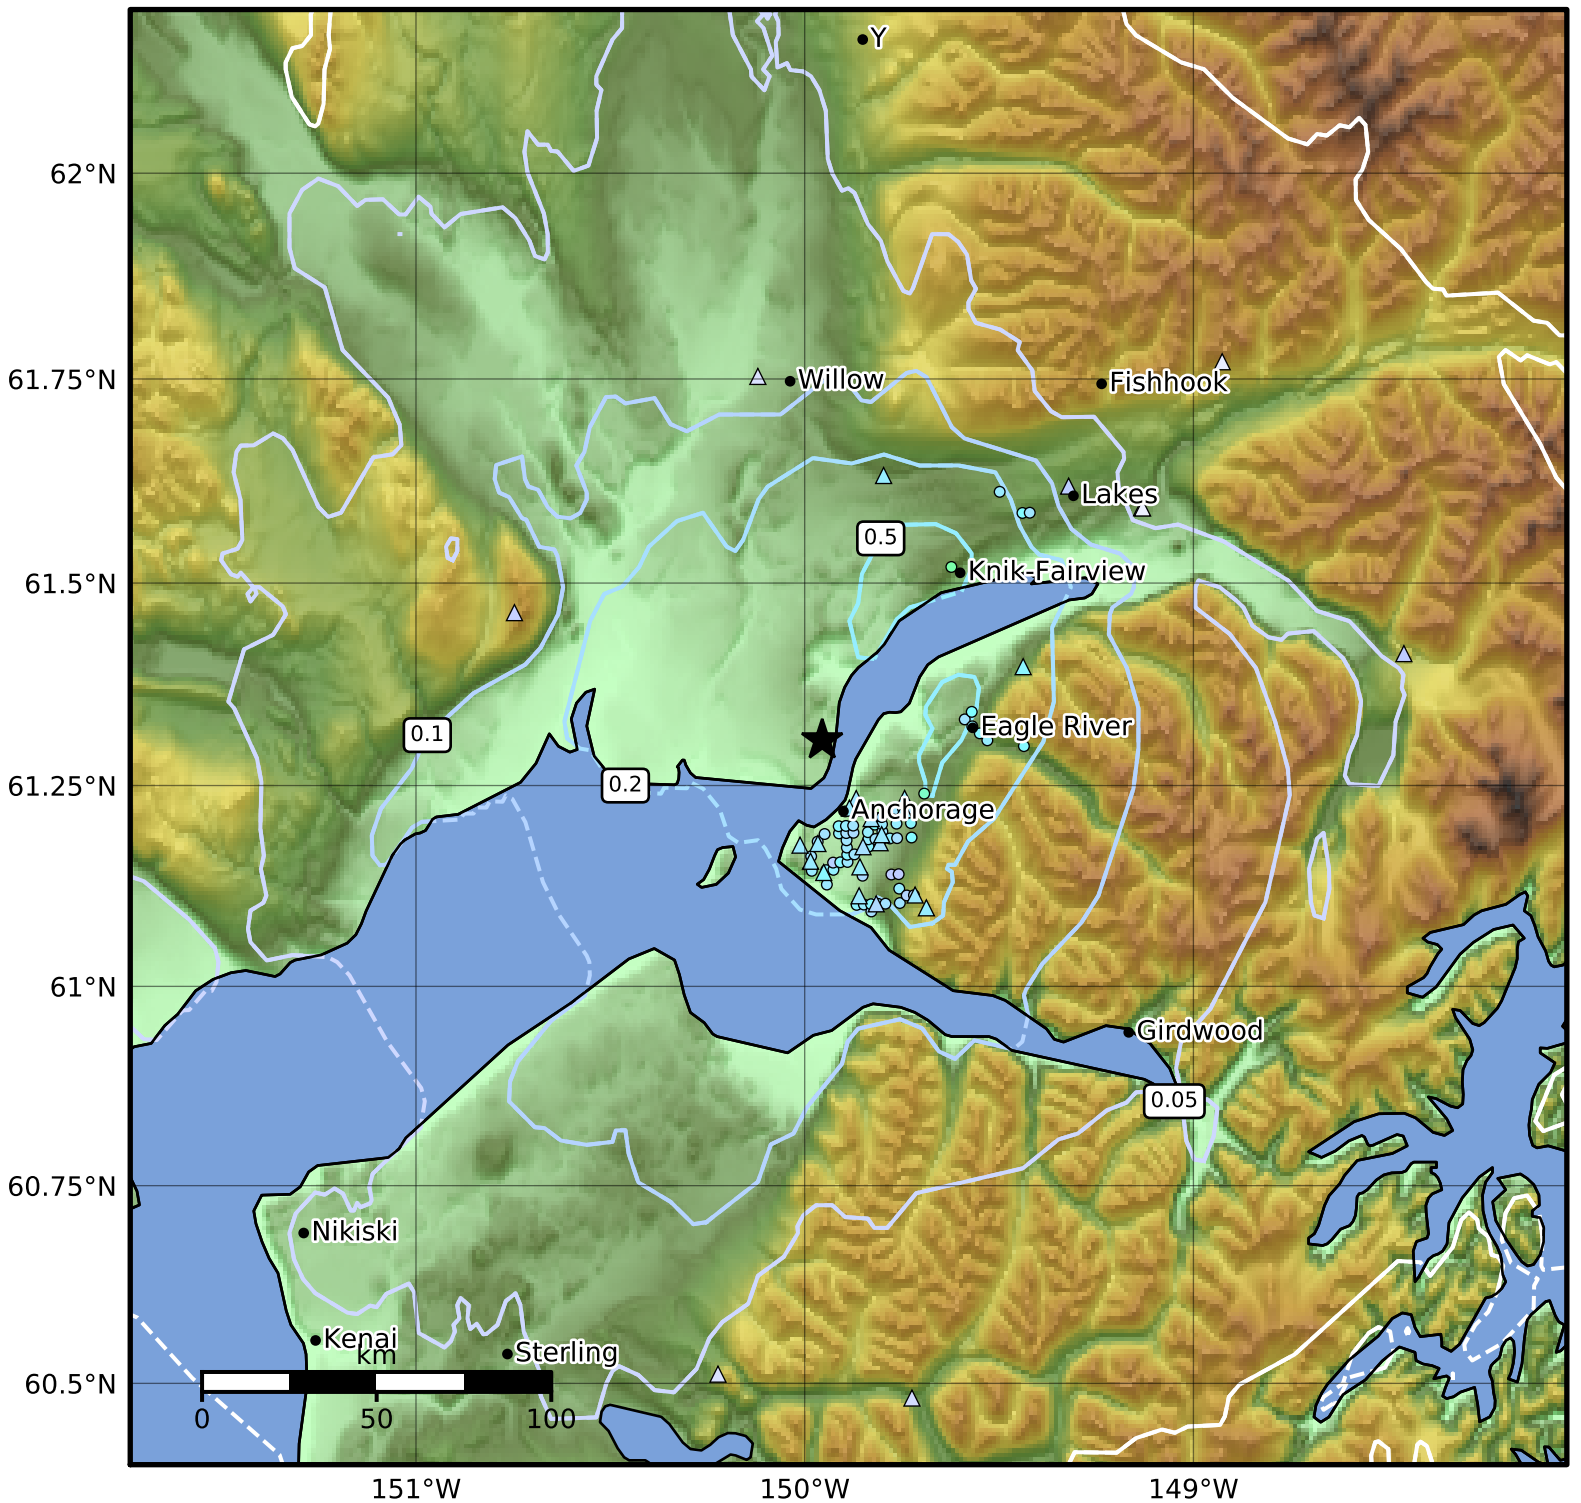 Y
62°N
61.75°N
Willow
Fishhook
Lakes
0.5
Knik-Fairview
61.5°N
0.1
Eagle River
0.2
61.25°N
Anchorage
61°N
Girdwood
0.05
60.75°N
Nikiski
Kenai
km
Sterling
60.5°N
0 50 100
151°W 150°W 149°W